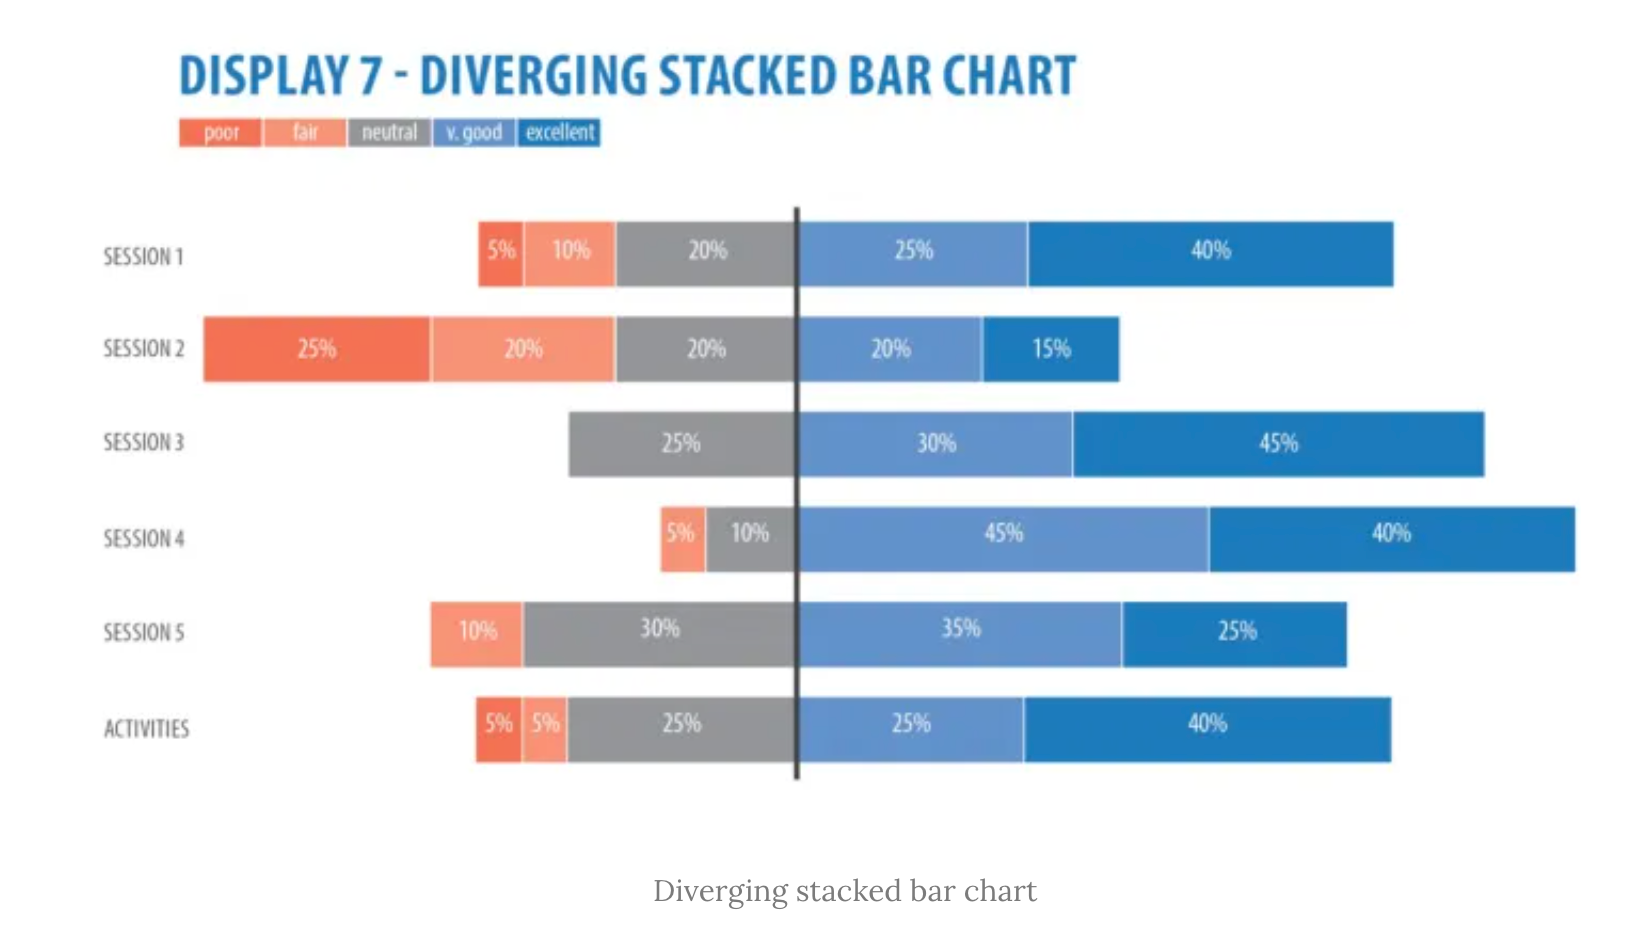 DISPLAY 7 - DIVERGING STACKED BAR CHART
poor fair neutral v. good excellent
SESSION 1 5% 10% 20% 25% 40%
SESSION 2 25% 20% 20% 20% 15%
SESSION 3 25% 30% 45%
SESSION 4 5% 10% 45% 40%
SESSION 5 10% 30% 35% 25%
ACTIVITIES 5% 5% 25% 25% 40%
Diverging stacked bar chart